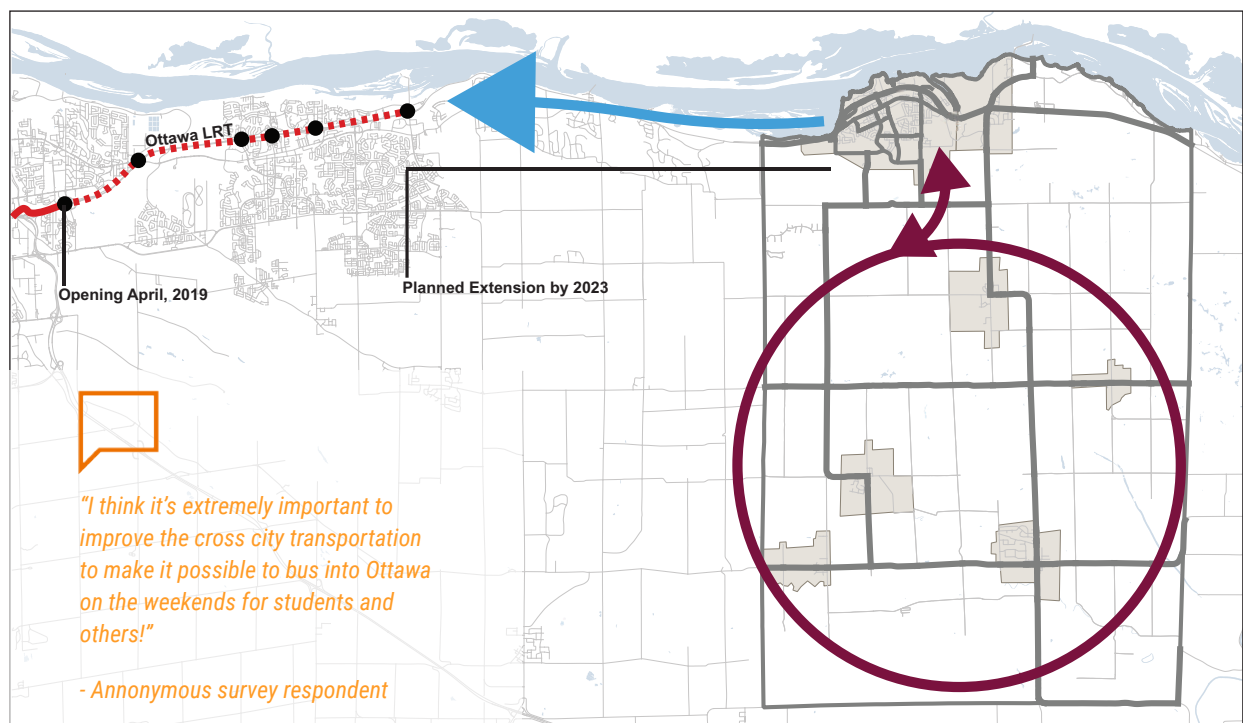 Ottawa LRT
Opening April, 2019
Planned Extension by 2023
“I think it’s extremely important to
improve the cross city transportation
to make it possible to bus into Ottawa
on the weekends for students and
others!”
- Annonymous survey respondent